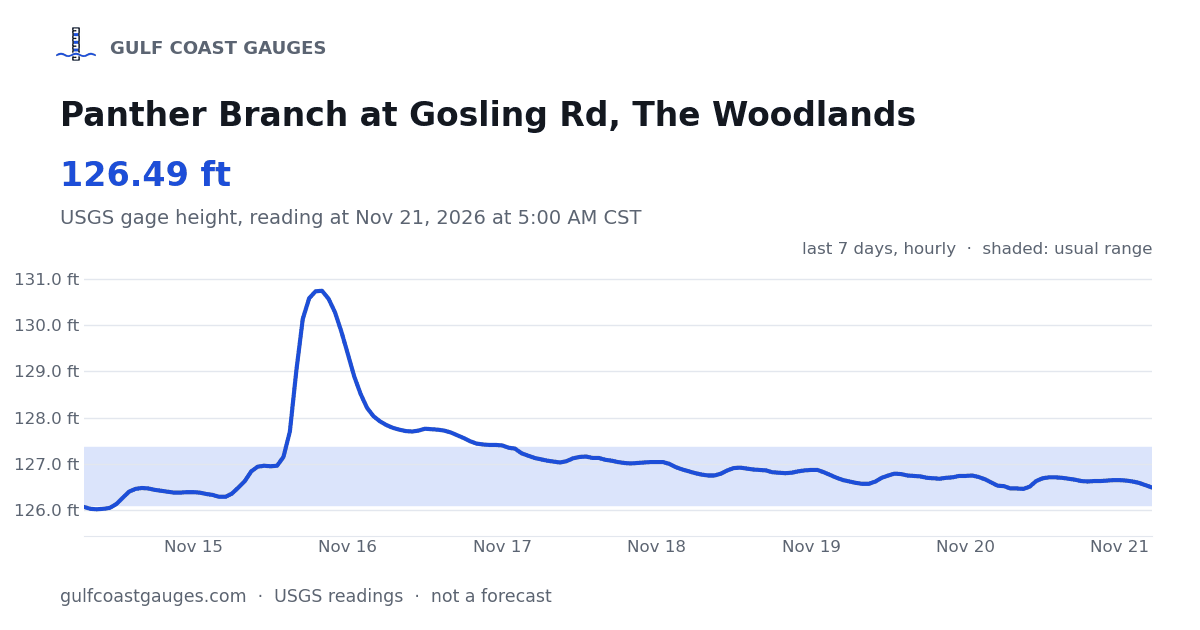 GULF COAST GAUGES
Panther Branch at Gosling Rd, The Woodlands
126.49 ft
USGS gage height, reading at Nov 21, 2026 at 5:00 AM CST
last 7 days, hourly · shaded: usual range
131.0 ft
130.0 ft
129.0 ft
128.0 ft
127.0 ft
126.0 ft
Nov 15 Nov 16 Nov 17 Nov 18 Nov 19 Nov 20 Nov 21
gulfcoastgauges.com · USGS readings · not a forecast